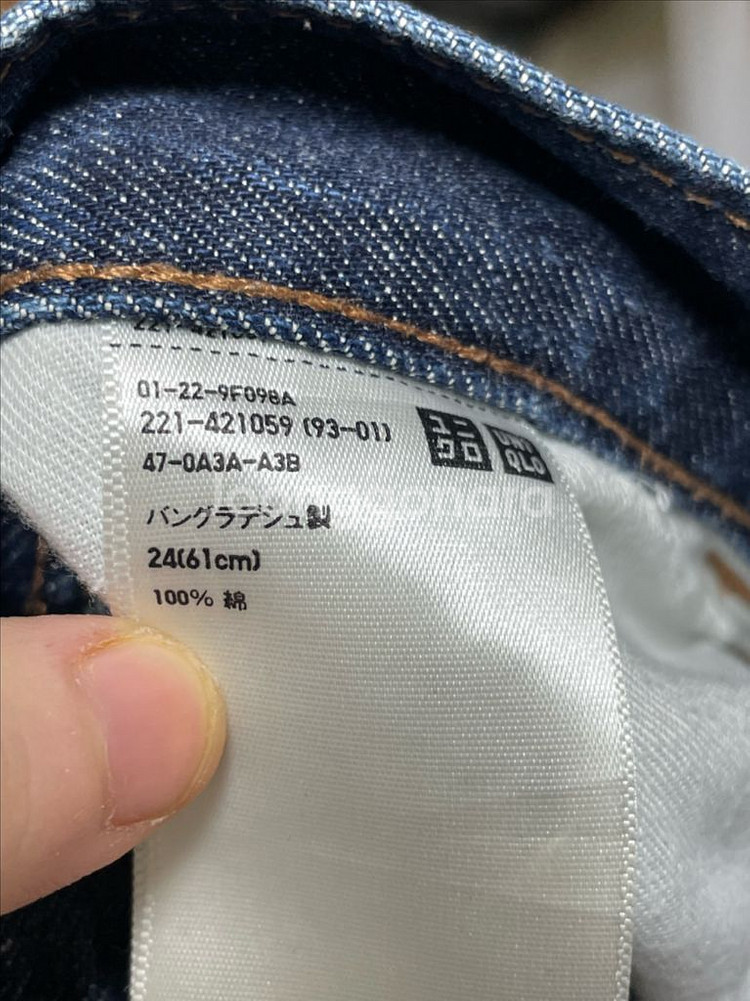 01-22-9F098A
221-421059 (93-01)
47-0A3A-A3B
バングラデシュ製
24(61cm)
100% 綿
ユニ
クロ
UNI
QLO